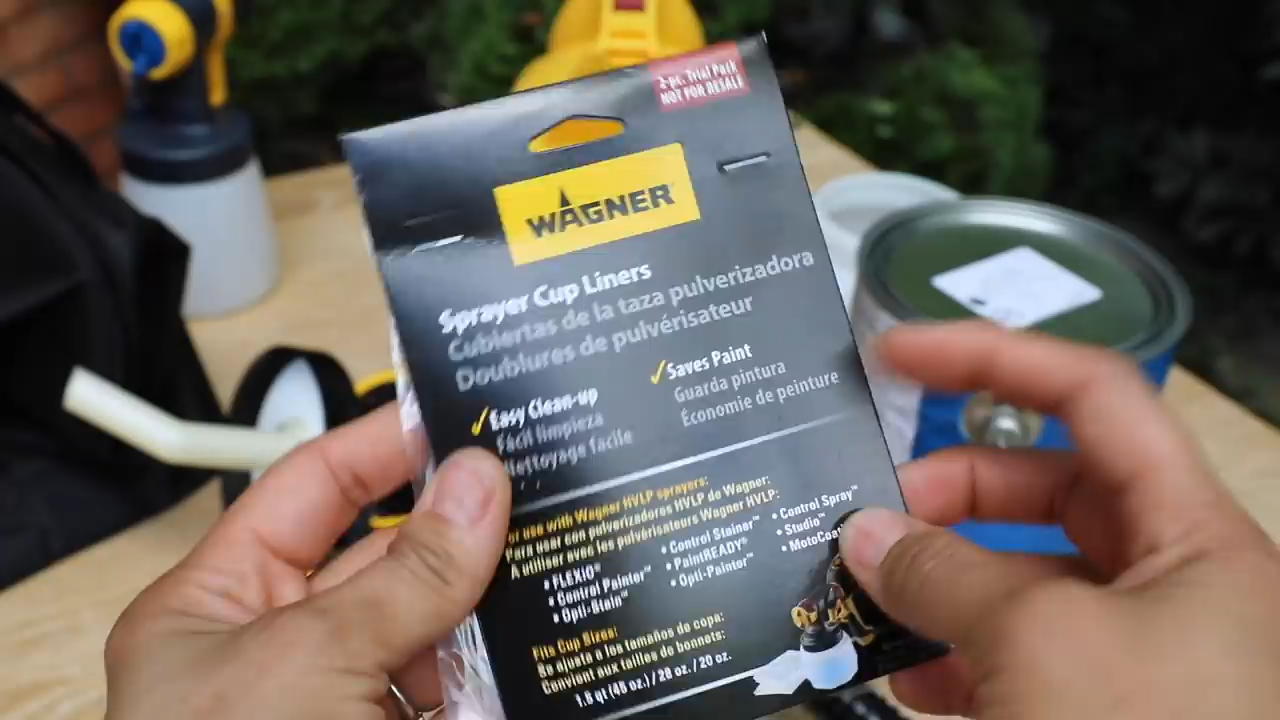 2-pc. Trial Pack
NOT FOR RESALE
WAGNER
Sprayer Cup Liners
Cubiertas de la taza pulverizadora
Doublures de pulvérisateur
✓Easy Clean-up
Fácil limpieza
Nettoyage facile
✓Saves Paint
Guarda pintura
Économie de peinture
For use with Wagner HVLP sprayers:
Para usar con pulverizadoras HVLP de Wagner:
A utiliser avec les pulvérisateurs Wagner HVLP:
• FLEXiO®
• Control Painter™
• Opti-Stain™
• Control Stainer™
• PaintREADY®
• Opti-Painter™
• Control Spray™
• Studio™
• MotoCoat
Fits Cup Sizes:
Se ajusta a los tamaños de copa:
Convient aux tailles de bonnets:
1.5 qt (45 oz.) / 28 oz. / 20 oz.